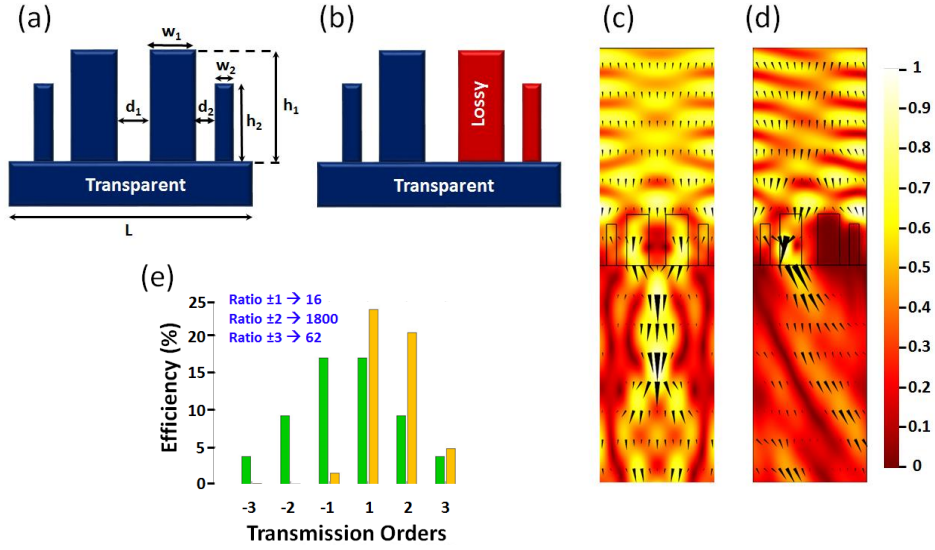 (a)
w₁
w₂
d₁
d₂
h₂
h₁
Transparent
L
(b)
Lossy
Transparent
(c)
(d)
1
0.9
0.8
0.7
0.6
0.5
0.4
0.3
0.2
0.1
0
(e)
Ratio ±1 → 16
Ratio ±2 → 1800
Ratio ±3 → 62
Efficiency (%)
25
20
15
10
5
0
-3 -2 -1 1 2 3
Transmission Orders